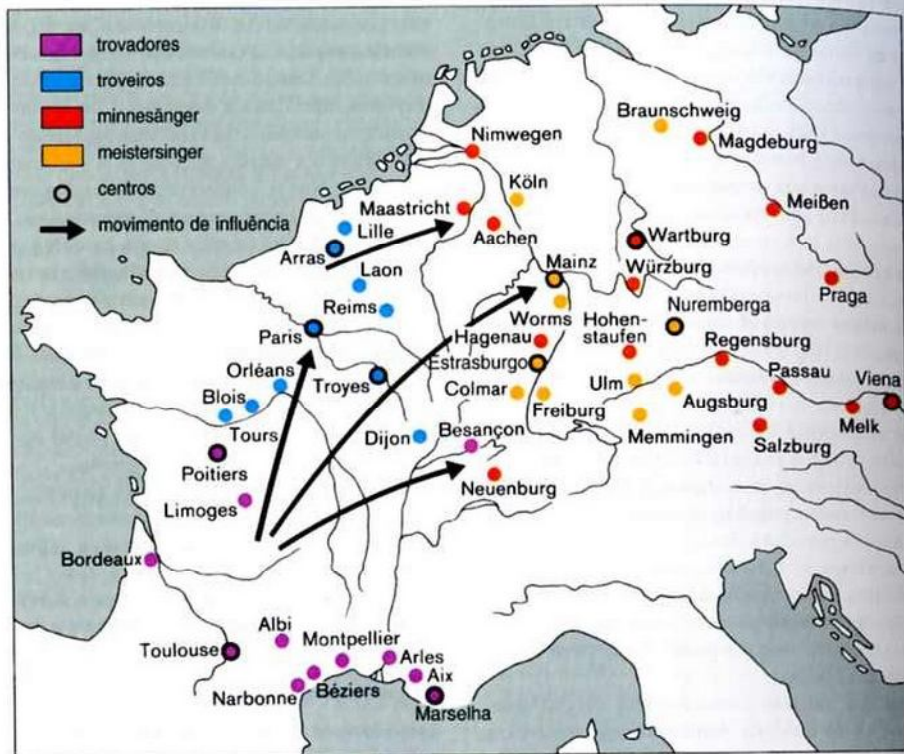 trovadores
troveiros
minnesänger
meistersinger
centros
movimento de influência
Braunschweig
Magdeburg
Nimwegen
Köln
Maastricht
Meißen
Lille
Aachen
Wartburg
Arras
Laon
Mainz
Würzburg
Praga
Reims
Nuremberga
Worms
Hohen-
staufen
Paris
Hagenau
Regensburg
Estrasburgo
Orléans
Troyes
Passau
Viena
Blois
Colmar
Ulm
Freiburg
Augsburg
Tours
Dijon
Besançon
Memmingen
Melk
Salzburg
Poitiers
Neuenburg
Limoges
Bordeaux
Albi
Toulouse
Montpellier
Arles
Aix
Narbonne
Béziers
Marselha